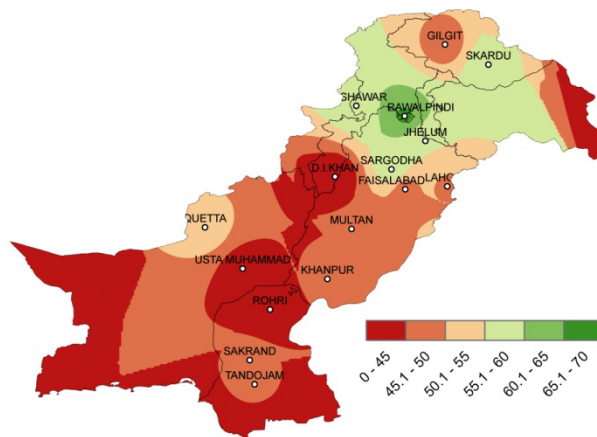 GILGIT
SKARDU
SHAWAR
RAWALPINDI
JHELUM
SARGODHA
D.I.KHAN
FAISALABAD
LAHO
QUETTA
MULTAN
USTA MUHAMMAD
KHANPUR
ROHRI
SAKRAND
TANDOJAM
0 - 45
45.1 - 50
50.1 - 55
55.1 - 60
60.1 - 65
65.1 - 70